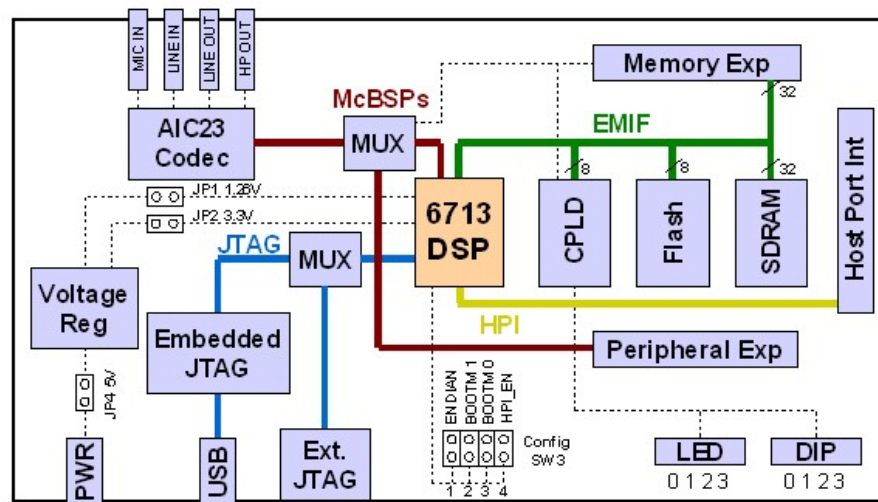 MIC IN
LINE IN
LINE OUT
HP OUT
Memory Exp
32
McBSPs
AIC23
Codec
MUX
EMIF
8
8
32
Host Port Int
JP1 1.26V
JP2 3.3V
6713
DSP
CPLD
Flash
SDRAM
JTAG
MUX
Voltage
Reg
HPI
Embedded
JTAG
Peripheral Exp
JP4 5V
ENDIAN
BOOTM 1
BOOTM 0
HPI_EN
Config
SW3
PWR
USB
Ext.
JTAG
1 2 3 4
LED
DIP
0 1 2 3
0 1 2 3